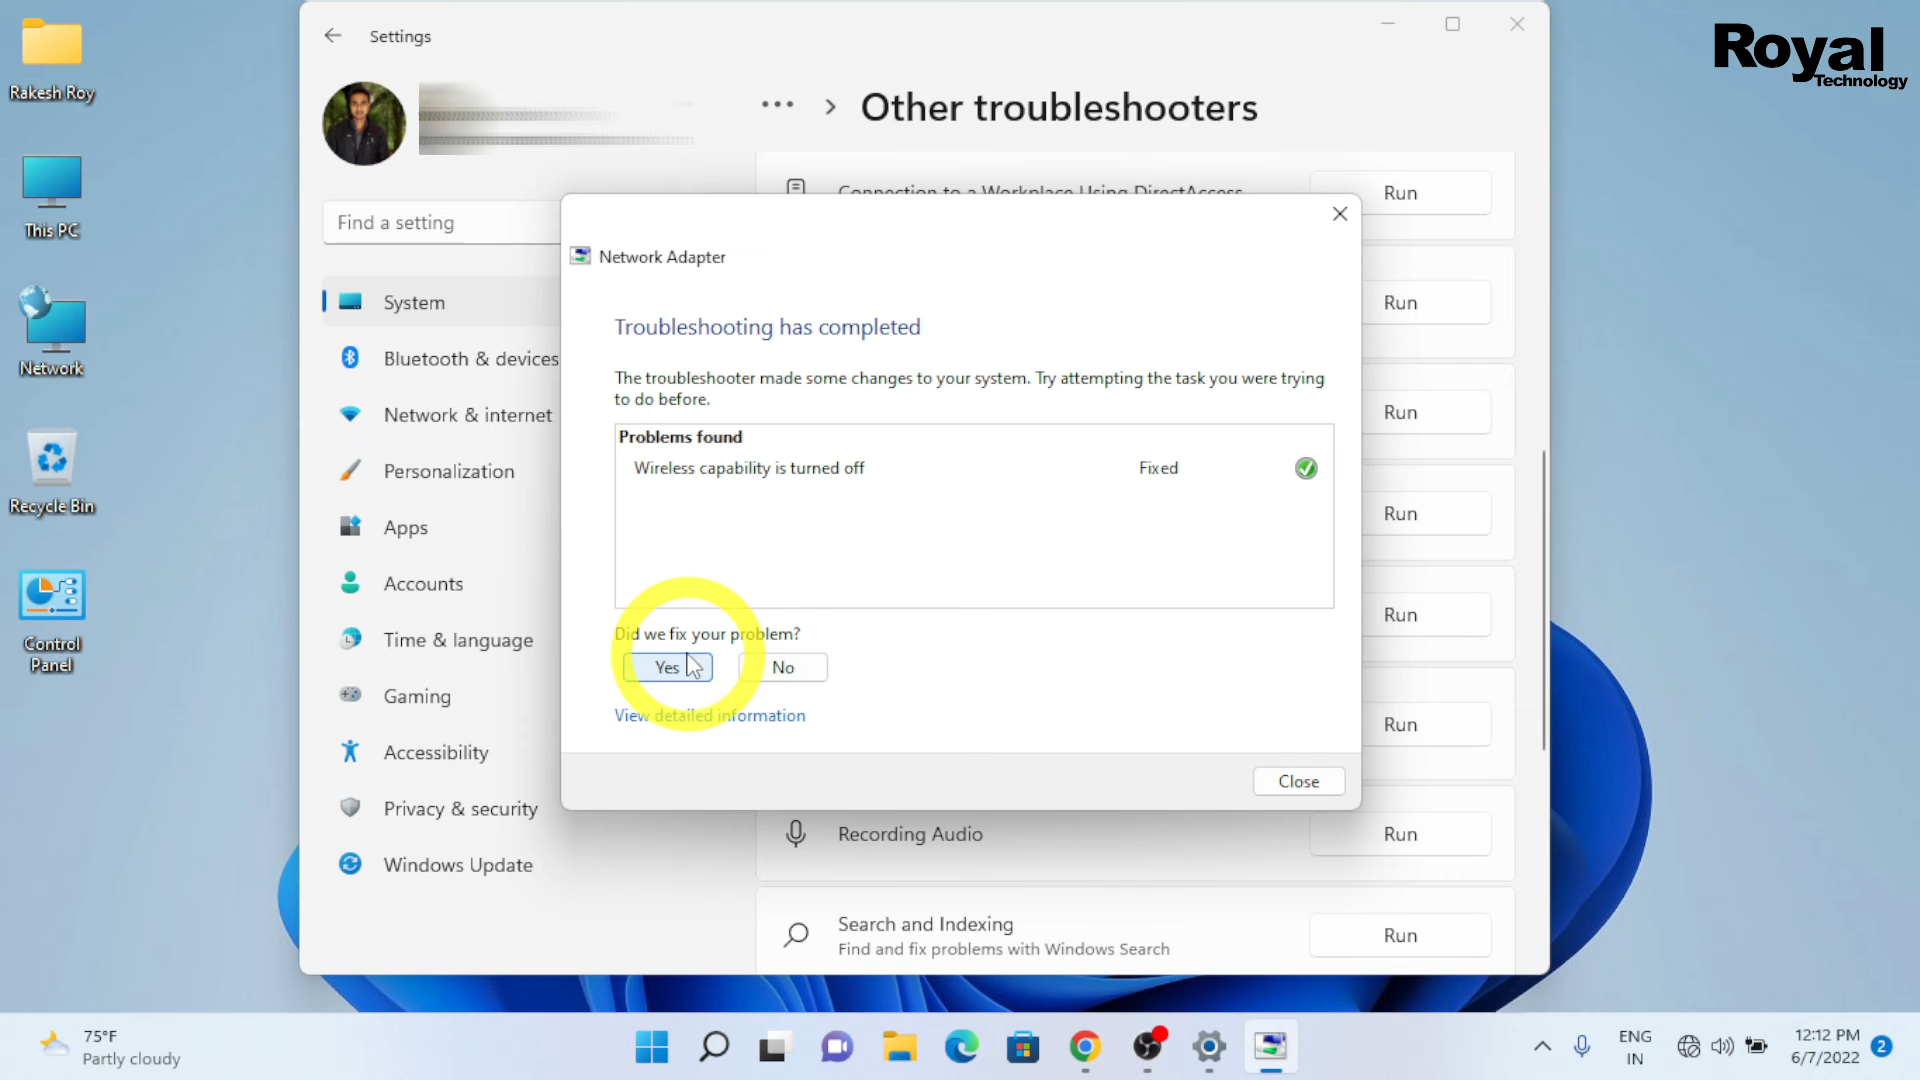 Rakesh Roy
This PC
Network
Recycle Bin
Control
Panel
Settings
Find a setting
System
Bluetooth & devices
Network & internet
Personalization
Apps
Accounts
Time & language
Gaming
Accessibility
Privacy & security
Windows Update
Other troubleshooters
Connection to a Workplace Using DirectAccess
Run
Run
Run
Run
Run
Run
Recording Audio
Run
Search and Indexing
Find and fix problems with Windows Search
Run
Network Adapter
Troubleshooting has completed
The troubleshooter made some changes to your system. Try attempting the task you were trying
to do before.
Problems found
Wireless capability is turned off Fixed
Did we fix your problem?
Yes No
View detailed information
Close
Royal
Technology
75°F
Partly cloudy
ENG
IN
12:12 PM
6/7/2022
2